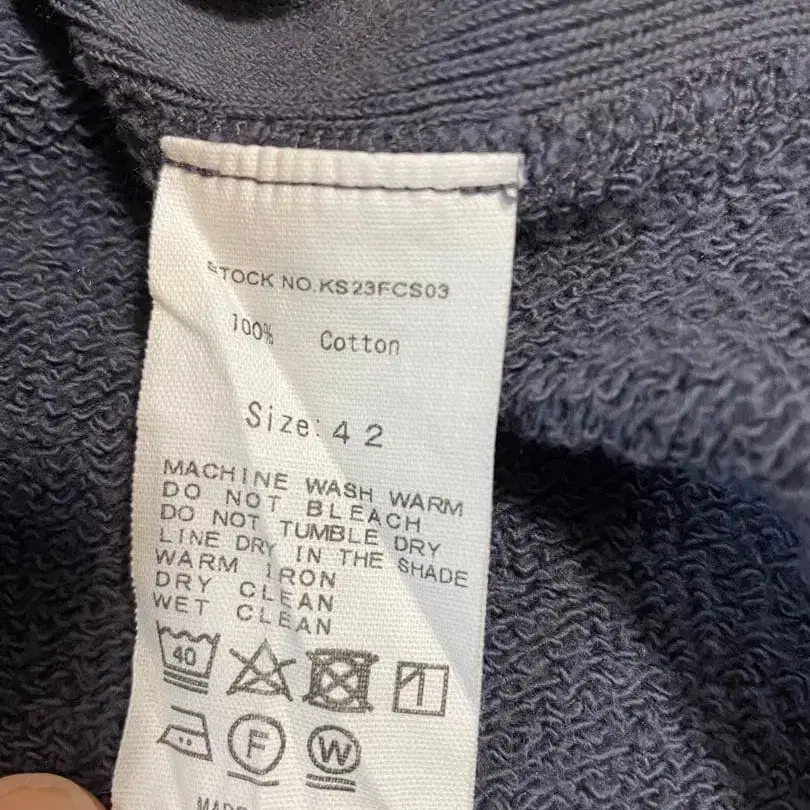 STOCK NO.KS23FCS03
100% Cotton
Size:42
MACHINE WASH WARM
DO NOT BLEACH
DO NOT TUMBLE DRY
LINE DRY IN THE SHADE
WARM IRON
DRY CLEAN
WET CLEAN
40
F W